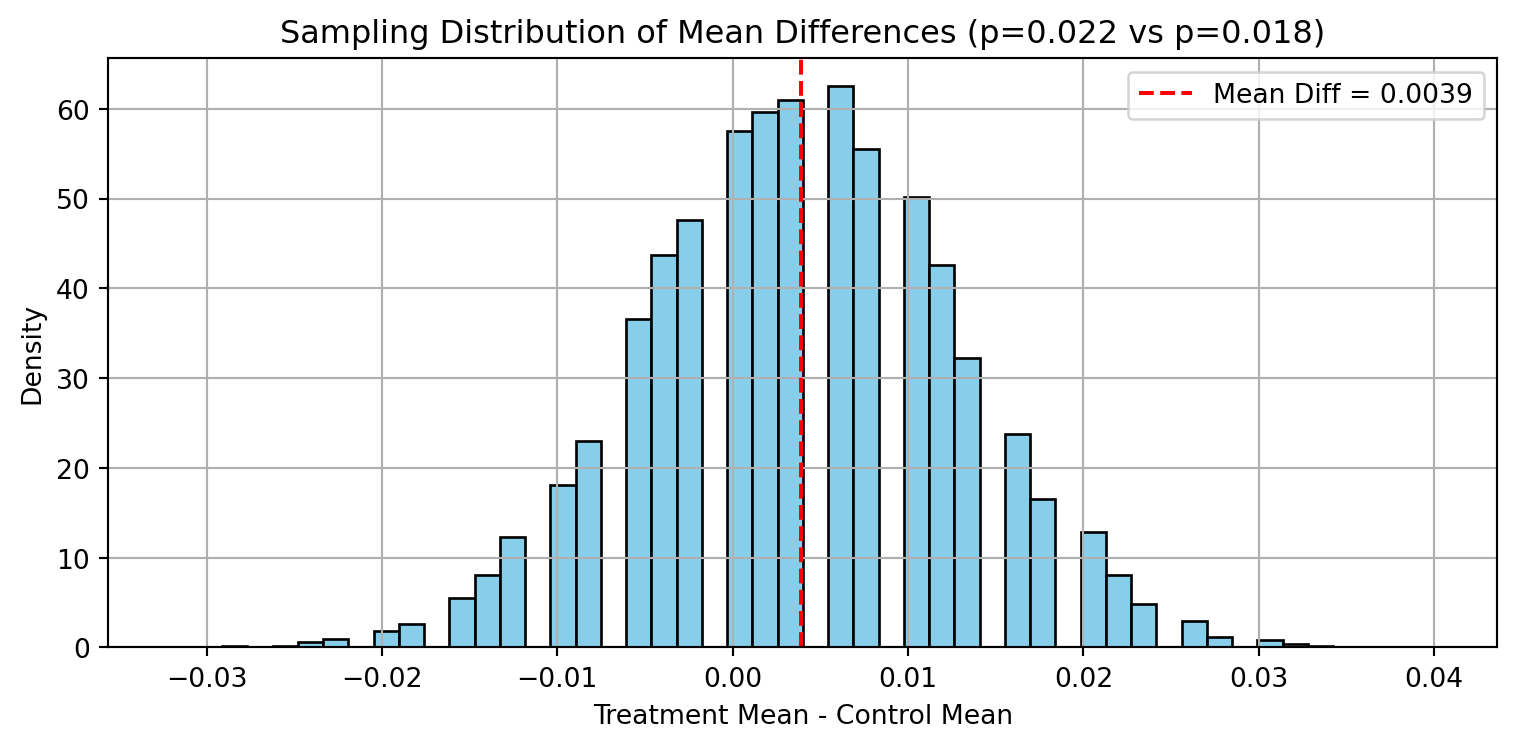 Sampling Distribution of Mean Differences (p=0.022 vs p=0.018)
Mean Diff = 0.0039
60
50
40
30
20
10
0
Density
−0.03 −0.02 −0.01 0.00 0.01 0.02 0.03 0.04
Treatment Mean - Control Mean